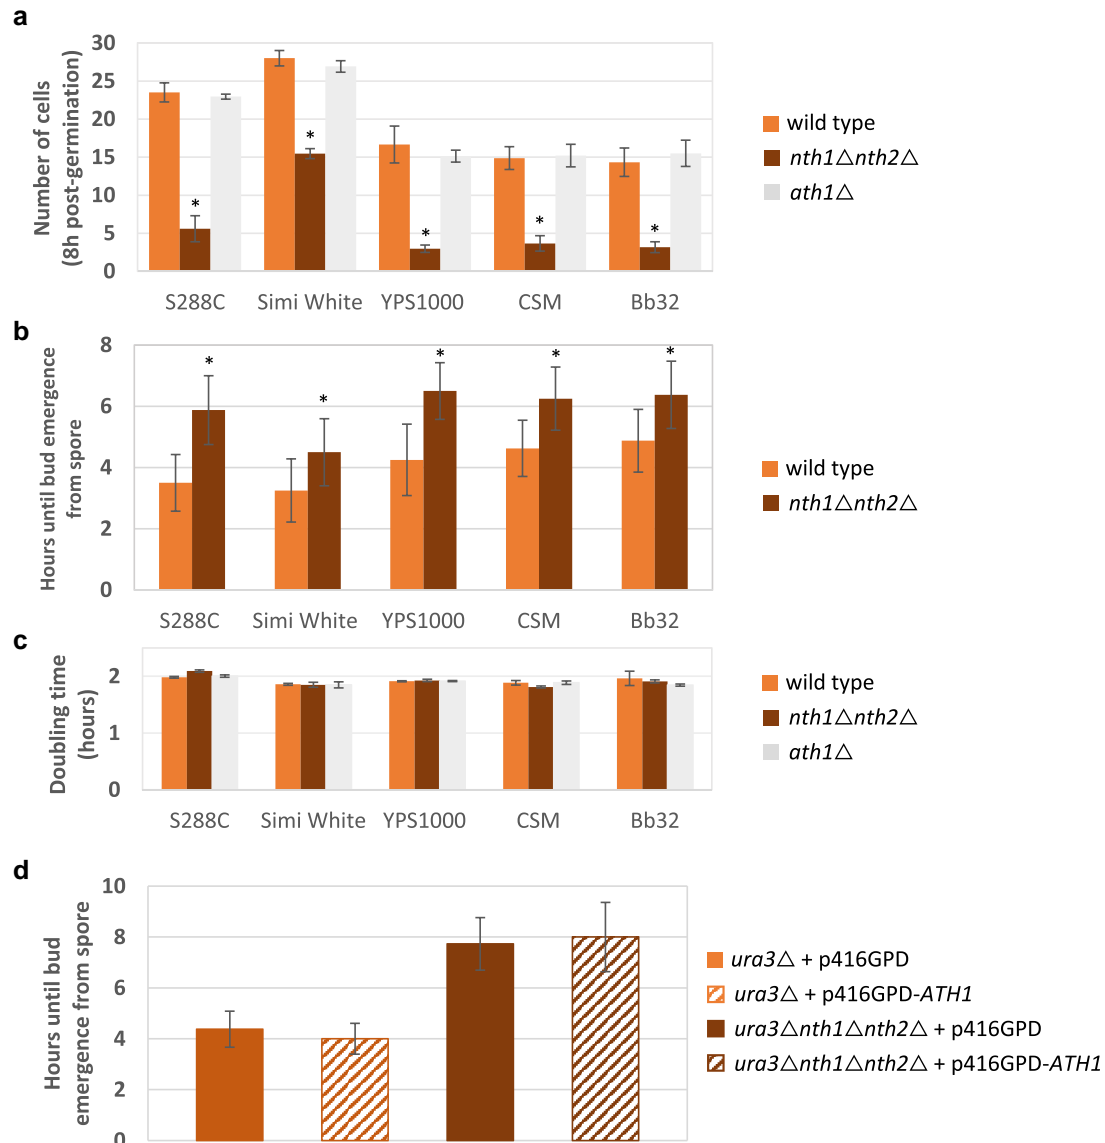 a
Number of cells
(8h post-germination)
30
25
20
15
10
5
0
*
*
*
*
*
S288C
Simi White
YPS1000
CSM
Bb32
wild type
nth1△nth2△
ath1△
b
Hours until bud emergence
from spore
8
6
4
2
0
*
*
*
*
*
S288C
Simi White
YPS1000
CSM
Bb32
wild type
nth1△nth2△
c
Doubling time
(hours)
2
1
0
S288C
Simi White
YPS1000
CSM
Bb32
wild type
nth1△nth2△
ath1△
d
Hours until bud
emergence from spore
10
8
6
4
2
0
ura3△ + p416GPD
ura3△ + p416GPD-ATH1
ura3△nth1△nth2△ + p416GPD
ura3△nth1△nth2△ + p416GPD-ATH1